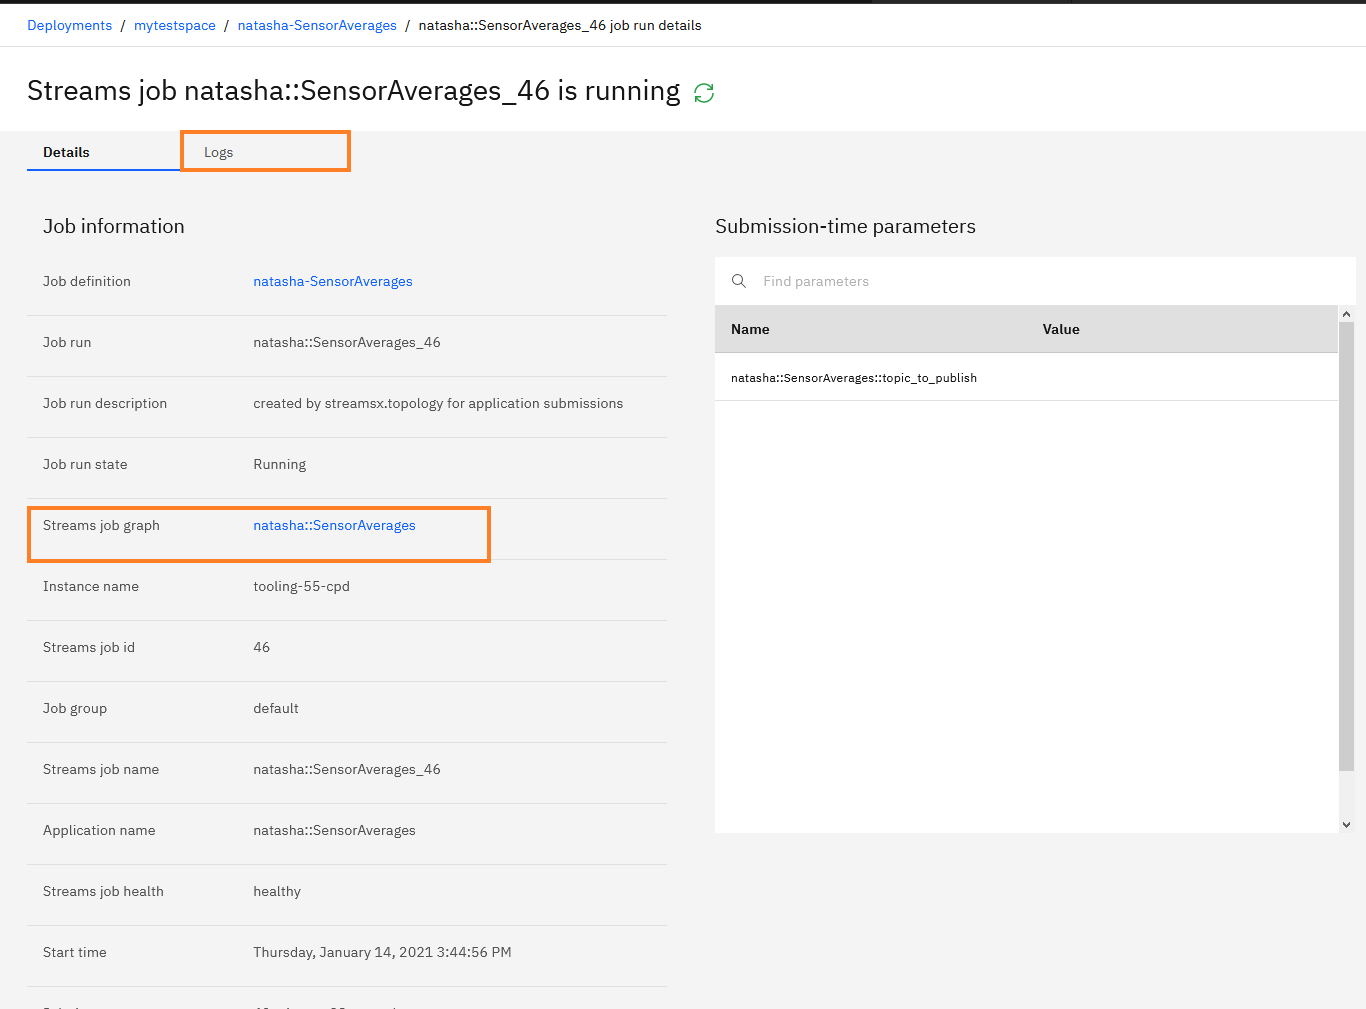 Deployments / mytestspace / natasha-SensorAverages / natasha::SensorAverages_46 job run details
Streams job natasha::SensorAverages_46 is running
Details Logs
Job information
Job definition natasha-SensorAverages
Job run natasha::SensorAverages_46
Job run description created by streamsx.topology for application submissions
Job run state Running
Streams job graph natasha::SensorAverages
Instance name tooling-55-cpd
Streams job id 46
Job group default
Streams job name natasha::SensorAverages_46
Application name natasha::SensorAverages
Streams job health healthy
Start time Thursday, January 14, 2021 3:44:56 PM
Submission-time parameters
Find parameters
Name Value
natasha::SensorAverages::topic_to_publish